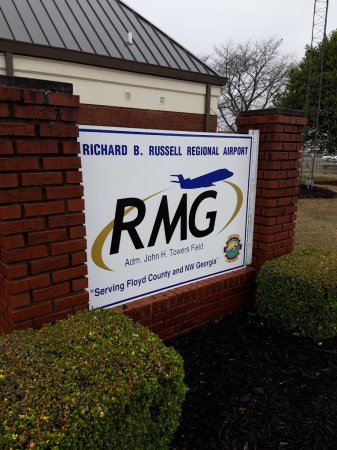 RICHARD B. RUSSELL REGIONAL AIRPORT
RMG
Adm. John H. Towers Field
"Serving Floyd County and NW Georgia"